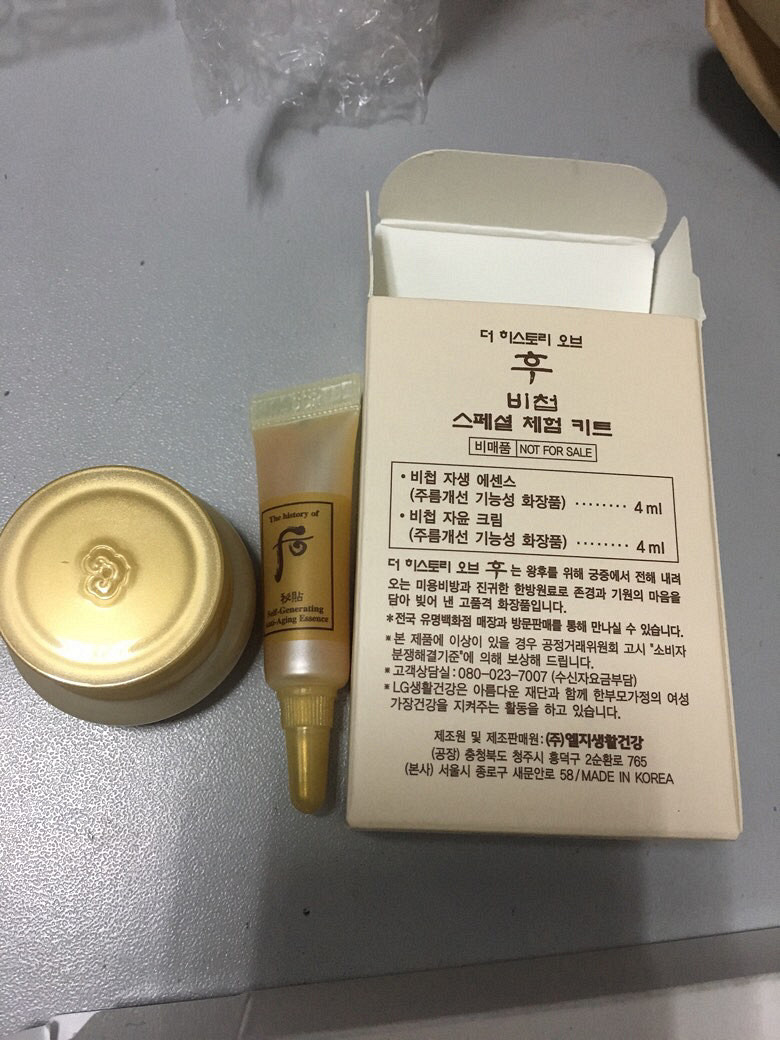 더 히스토리 오브
후
비첩
스페셜 체험 키트
비매품 NOT FOR SALE
• 비첩 자생 에센스
(주름개선 기능성 화장품) ········ 4 ml
• 비첩 자윤 크림
(주름개선 기능성 화장품) ········ 4 ml
더 히스토리 오브 후 는 왕후를 위해 궁중에서 전해 내려
오는 미용비방과 진귀한 한방원료로 존경과 기원의 마음을
담아 빚어 낸 고품격 화장품입니다.
*전국 유명백화점 매장과 방문판매를 통해 만나실 수 있습니다.
*본 제품에 이상이 있을 경우 공정거래위원회 고시 "소비자
분쟁해결기준"에 의해 보상해 드립니다.
*고객상담실 : 080-023-7007 (수신자요금부담)
*LG생활건강은 아름다운 재단과 함께 한부모가정의 여성
가장건강을 지켜주는 활동을 하고 있습니다.
제조원 및 제조판매원 : (주)엘지생활건강
(공장) 충청북도 청주시 흥덕구 2순환로 765
(본사) 서울시 종로구 새문안로 58 / MADE IN KOREA
The history of
후
秘貼
Self-Generating
Anti-Aging Essence